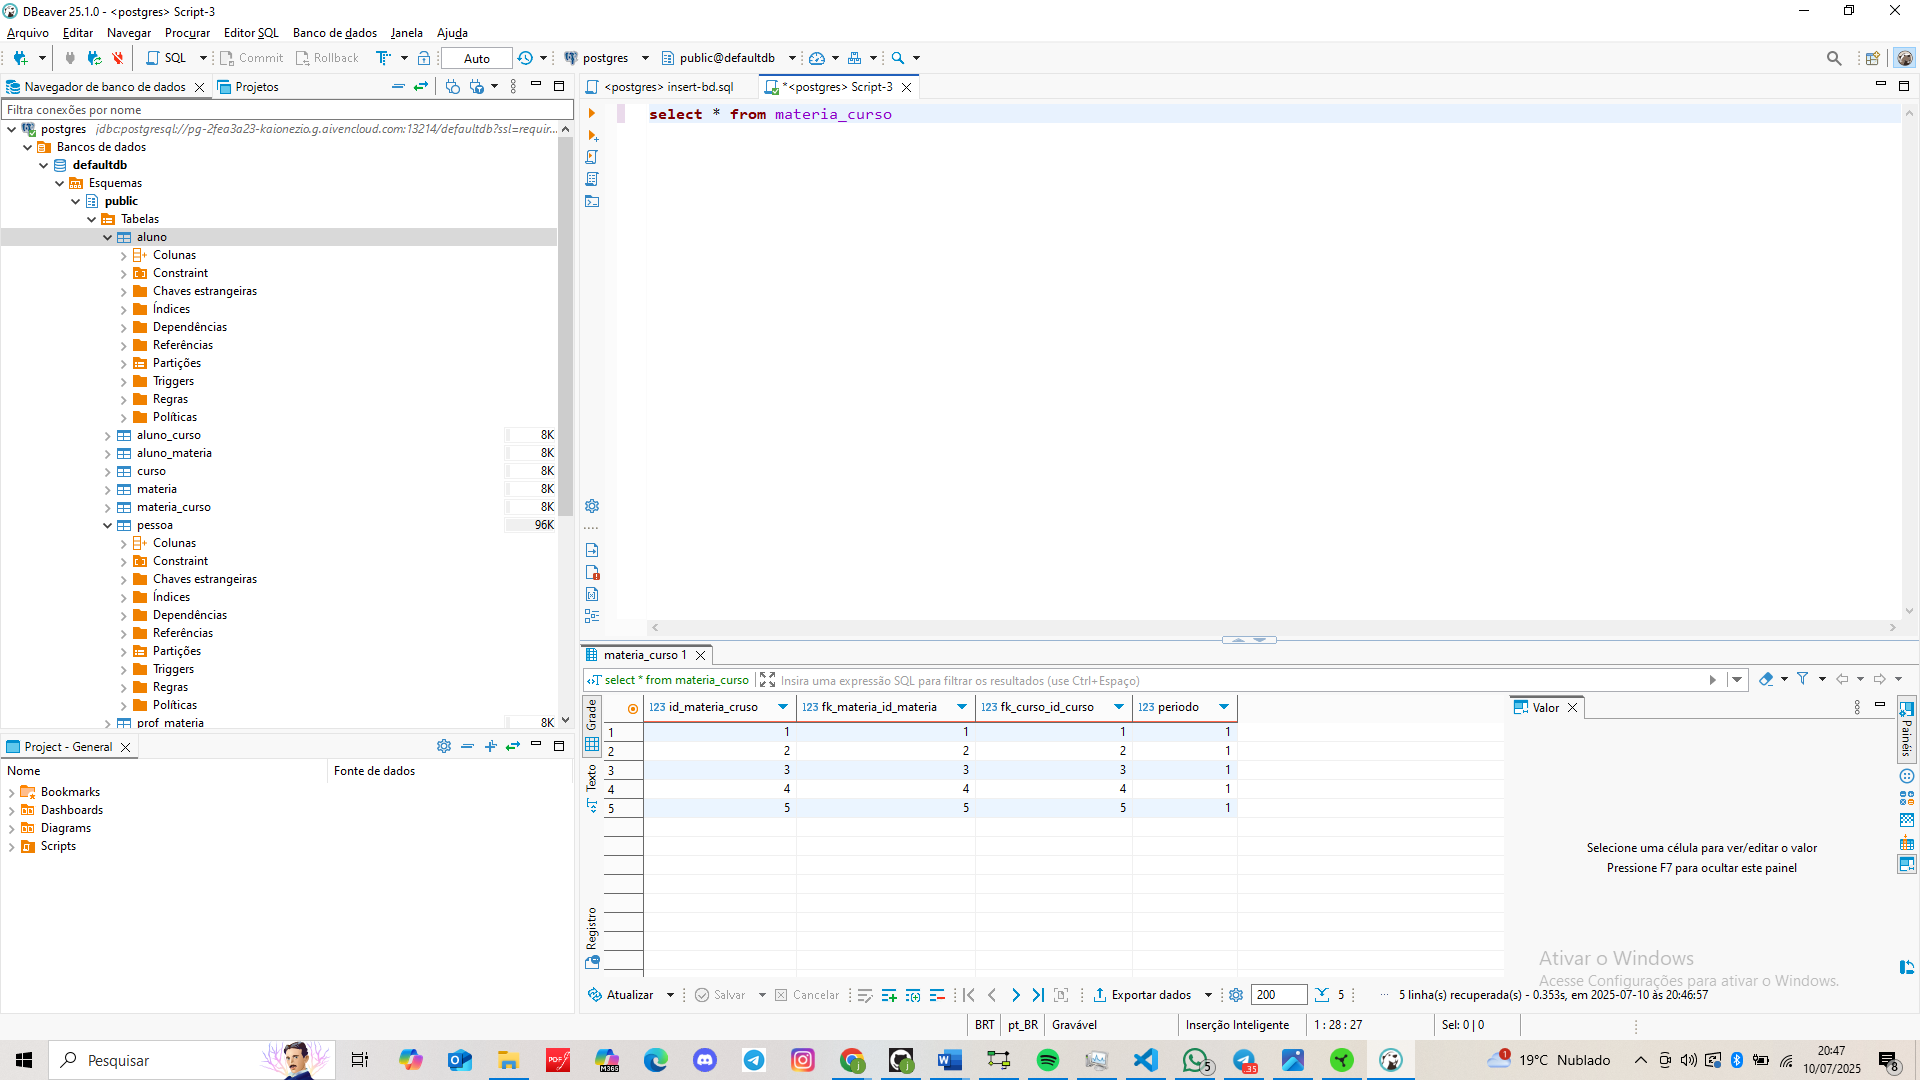 DBeaver 25.1.0 - <postgres> Script-3
Arquivo Editar Navegar Procurar Editor SQL Banco de dados Janela Ajuda
SQL Commit Rollback Auto postgres public@defaultdb
Navegador de banco de dados Projetos
Filtra conexões por nome
postgres jdbc:postgresql://pg-2fea3a23-kaionezio.g.aivencloud.com:13214/defaultdb?ssl=requir...
Bancos de dados
defaultdb
Esquemas
public
Tabelas
aluno
Colunas
Constraint
Chaves estrangeiras
Índices
Dependências
Referências
Partições
Triggers
Regras
Políticas
aluno_curso 8K
aluno_materia 8K
curso 8K
materia 8K
materia_curso 8K
pessoa 96K
Colunas
Constraint
Chaves estrangeiras
Índices
Dependências
Referências
Partições
Triggers
Regras
Políticas
prof_materia 8K
Project - General
Nome Fonte de dados
Bookmarks
Dashboards
Diagrams
Scripts
<postgres> insert-bd.sql *<postgres> Script-3
select * from materia_curso
materia_curso 1
select * from materia_curso Insira uma expressão SQL para filtrar os resultados (use Ctrl+Espaço)
Grade
Texto
Registro
123 id_materia_cruso 123 fk_materia_id_materia 123 fk_curso_id_curso 123 periodo
1 1 1 1 1
2 2 2 2 1
3 3 3 3 1
4 4 4 4 1
5 5 5 5 1
Valor
Painéis
Selecione uma célula para ver/editar o valor
Pressione F7 para ocultar este painel
Ativar o Windows
Acesse Configurações para ativar o Windows.
Atualizar Salvar Cancelar Exportar dados 200 5 5 linha(s) recuperada(s) - 0.353s, em 2025-07-10 às 20:46:57
BRT pt_BR Gravável Inserção Inteligente 1 : 28 : 27 Sel: 0 | 0
Pesquisar
PDF
M365
5
35
1
19°C Nublado
20:47
10/07/2025
8